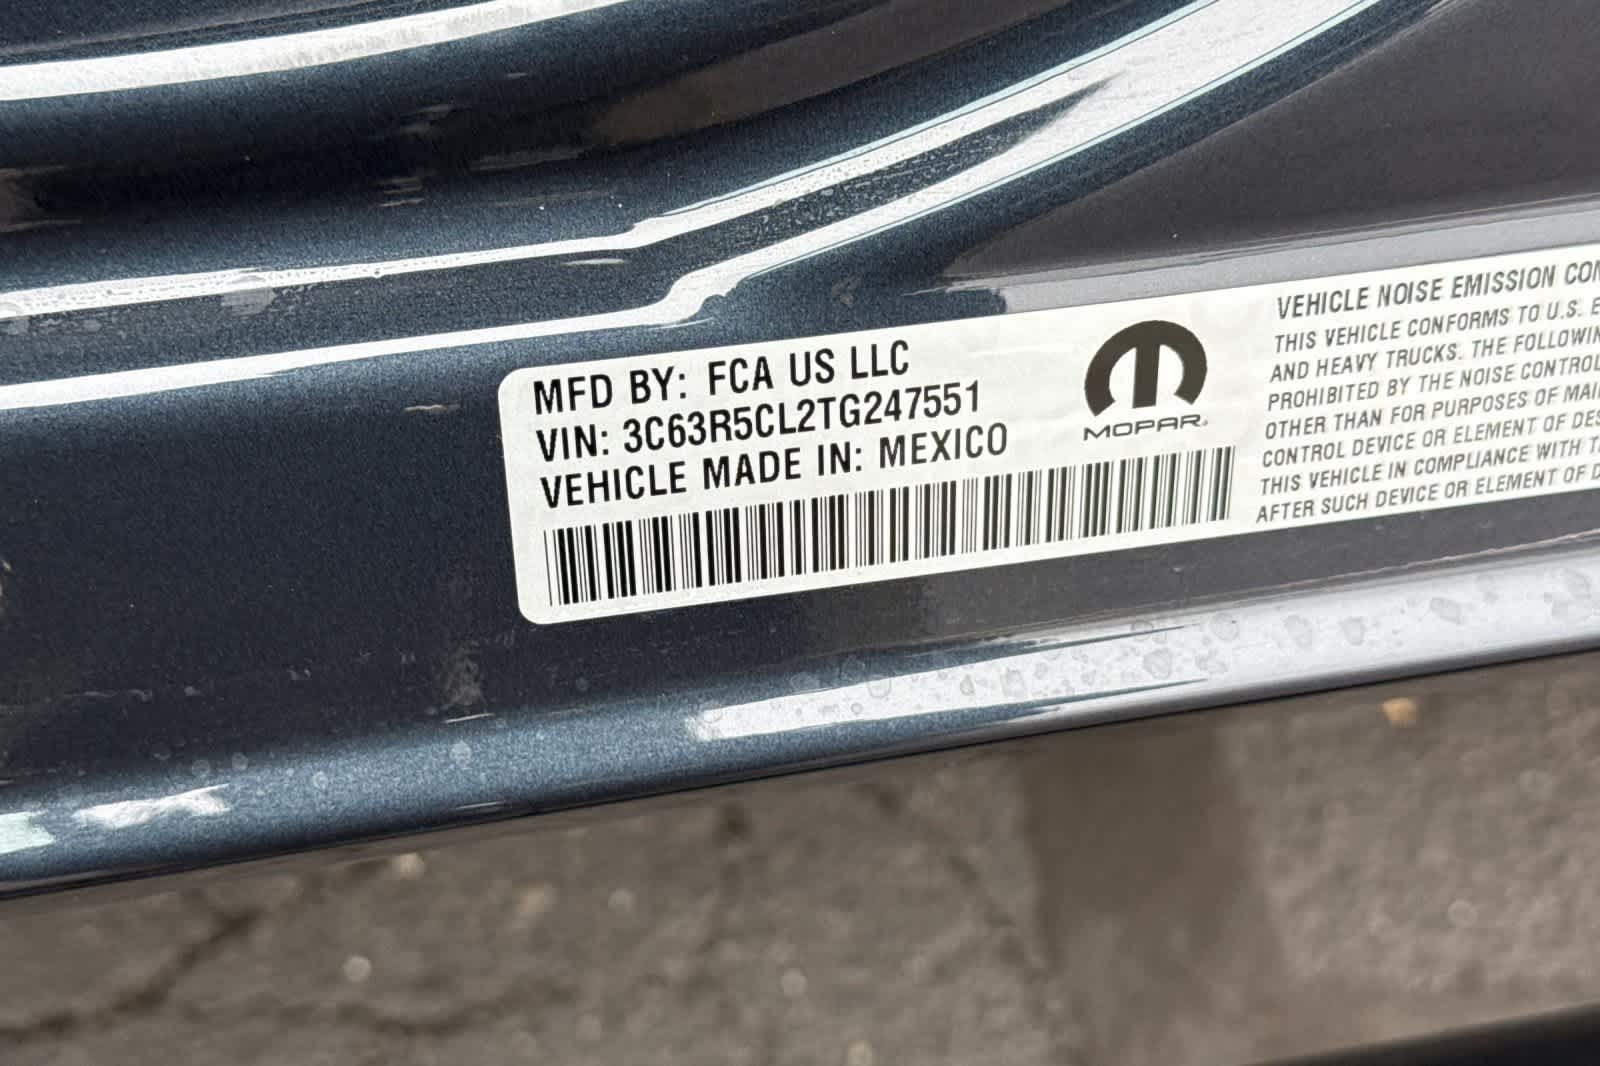 MFD BY: FCA US LLC
VIN: 3C63R5CL2TG247551
VEHICLE MADE IN: MEXICO
MOPAR®
VEHICLE NOISE EMISSION
THIS VEHICLE CONFORMS TO U.S.
AND HEAVY TRUCKS. THE FOLLOWIN
PROHIBITED BY THE NOISE CONTROL
OTHER THAN FOR PURPOSES OF
CONTROL DEVICE OR ELEMENT OF
THIS VEHICLE IN COMPLIANCE WITH
AFTER SUCH DEVICE OR ELEMENT OF